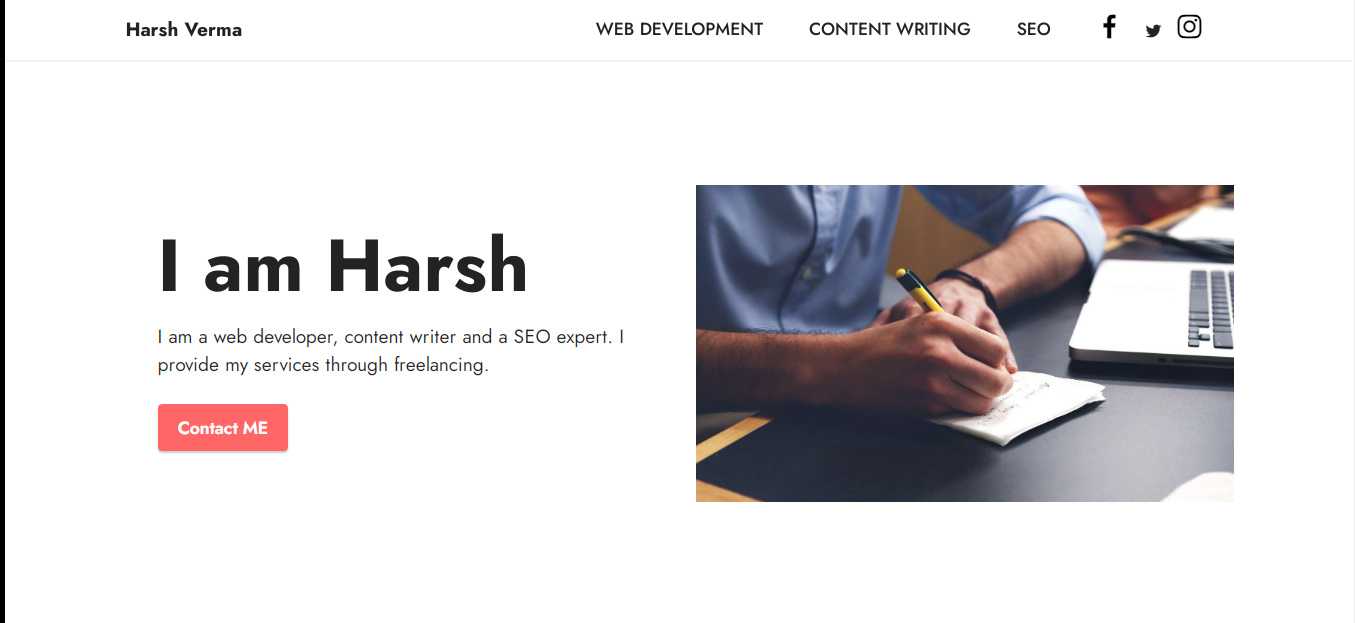 Harsh Verma
WEB DEVELOPMENT
CONTENT WRITING
SEO
I am Harsh
I am a web developer, content writer and a SEO expert. I
provide my services through freelancing.
Contact ME